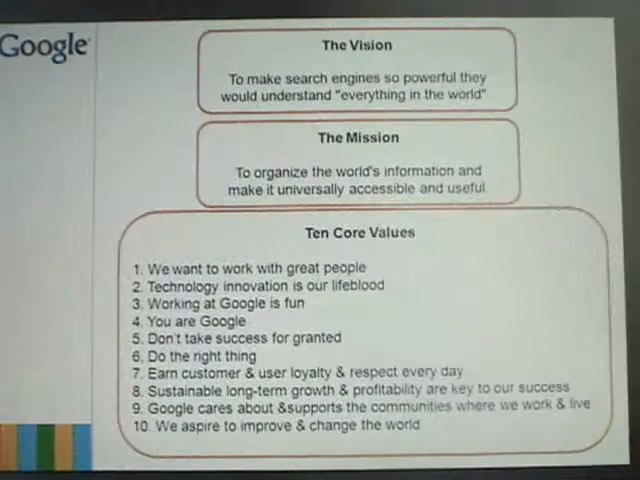 Google
The Vision
To make search engines so powerful they
would understand "everything in the world"
The Mission
To organize the world's information and
make it universally accessible and useful
Ten Core Values
1. We want to work with great people
2. Technology innovation is our lifeblood
3. Working at Google is fun
4. You are Google
5. Don't take success for granted
6. Do the right thing
7. Earn customer & user loyalty & respect every day
8. Sustainable long-term growth & profitability are key to our success
9. Google cares about &supports the communities where we work & live
10. We aspire to improve & change the world